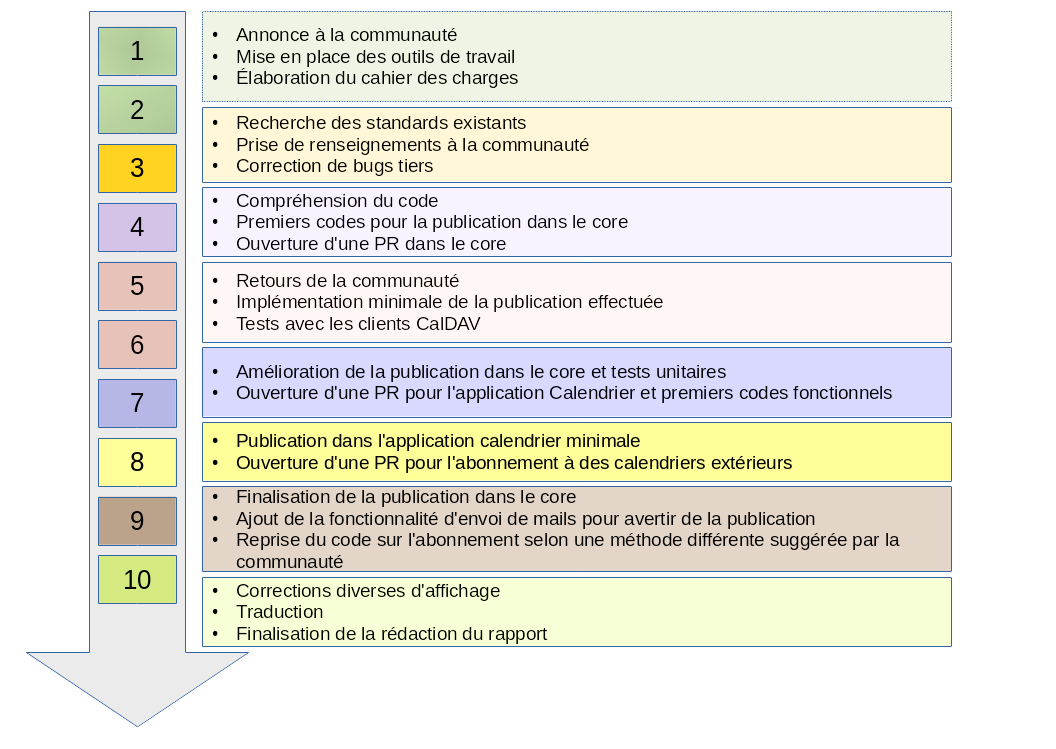 1
2
3
4
5
6
7
8
9
10
• Annonce à la communauté
• Mise en place des outils de travail
• Élaboration du cahier des charges
• Recherche des standards existants
• Prise de renseignements à la communauté
• Correction de bugs tiers
• Compréhension du code
• Premiers codes pour la publication dans le core
• Ouverture d'une PR dans le core
• Retours de la communauté
• Implémentation minimale de la publication effectuée
• Tests avec les clients CalDAV
• Amélioration de la publication dans le core et tests unitaires
• Ouverture d'une PR pour l'application Calendrier et premiers codes fonctionnels
• Publication dans l'application calendrier minimale
• Ouverture d'une PR pour l'abonnement à des calendriers extérieurs
• Finalisation de la publication dans le core
• Ajout de la fonctionnalité d'envoi de mails pour avertir de la publication
• Reprise du code sur l'abonnement selon une méthode différente suggérée par la
communauté
• Corrections diverses d'affichage
• Traduction
• Finalisation de la rédaction du rapport